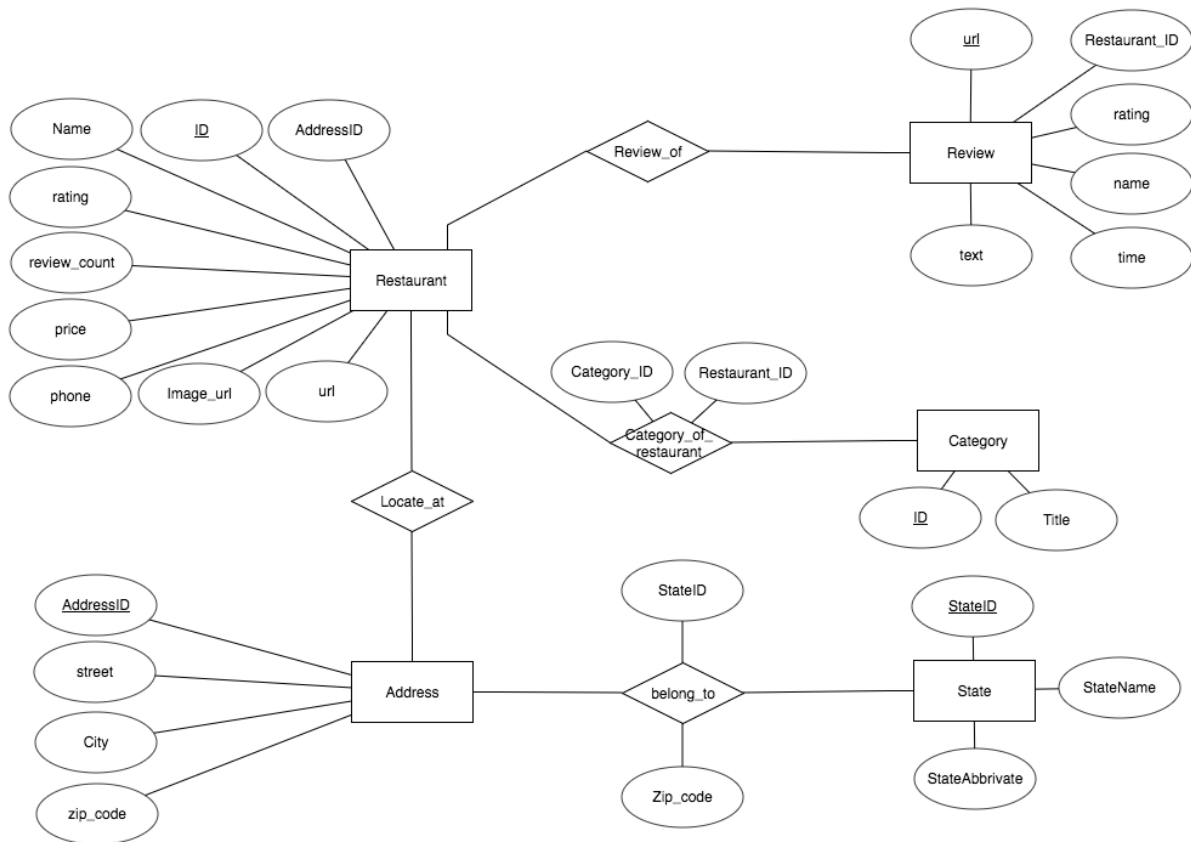 url
Restaurant_ID
Name
ID
AddressID
rating
Review_of
Review
rating
name
review_count
Restaurant
text
time
price
phone
Image_url
url
Category_ID
Restaurant_ID
Category_of_
restaurant
Category
Locate_at
ID
Title
AddressID
StateID
StateID
street
Address
belong_to
State
StateName
City
zip_code
Zip_code
StateAbbrivate